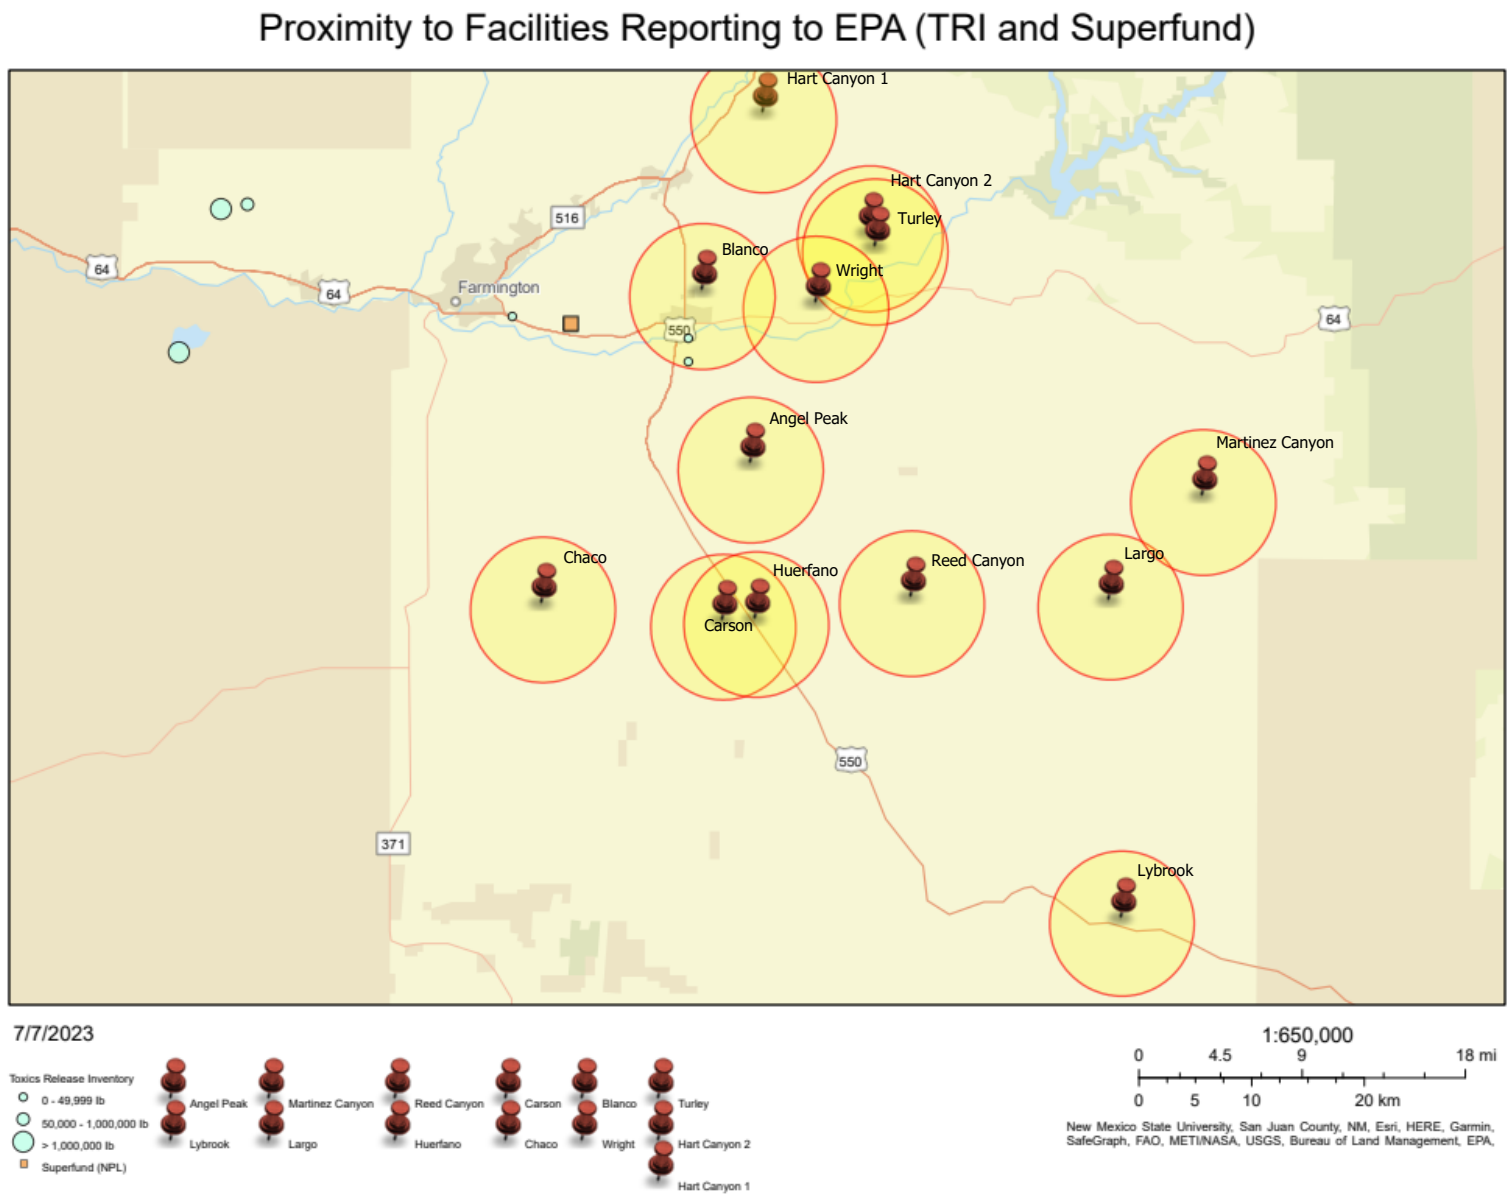 Proximity to Facilities Reporting to EPA (TRI and Superfund)
Hart Canyon 1
Hart Canyon 2
516
Turley
Blanco
64
Wright
64
Farmington
64
550
Angel Peak
Martinez Canyon
Chaco
Reed Canyon
Largo
Huerfano
Carson
550
371
Lybrook
7/7/2023
1:650,000
0 4.5 9 18 mi
0 5 10 20 km
Toxics Release Inventory
0 - 49,999 lb
50,000 - 1,000,000 lb
> 1,000,000 lb
Superfund (NPL)
Angel Peak Martinez Canyon Reed Canyon Carson Blanco Turley
Lybrook Largo Huerfano Chaco Wright Hart Canyon 2
Hart Canyon 1
New Mexico State University, San Juan County, NM, Esri, HERE, Garmin,
SafeGraph, FAO, METI/NASA, USGS, Bureau of Land Management, EPA,